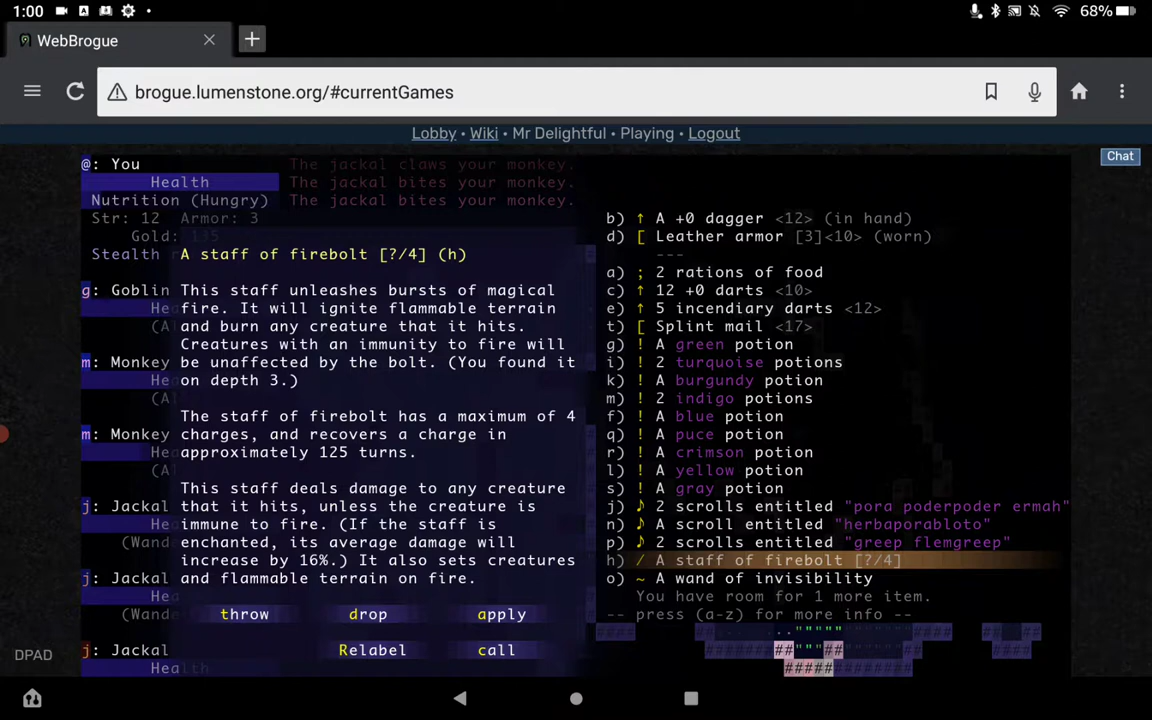 1:00
68%
WebBrogue
brogue.lumenstone.org/#currentGames
Lobby • Wiki • Mr Delightful • Playing • Logout
Chat
@: You
The jackal claws your monkey.
Health
The jackal bites your monkey.
Nutrition (Hungry)
The jackal bites your monkey.
Str: 12 Armor: 3
Gold: 135
Stealth
A staff of firebolt [?/4] (h)
g: Goblin
This staff unleashes bursts of magical
He
fire. It will ignite flammable terrain
(A
and burn any creature that it hits.
Creatures with an immunity to fire will
m: Monkey
be unaffected by the bolt. (You found it
He
on depth 3.)
(A
The staff of firebolt has a maximum of 4
m: Monkey
charges, and recovers a charge in
He
approximately 125 turns.
(A
This staff deals damage to any creature
j: Jackal
that it hits, unless the creature is
He
immune to fire. (If the staff is
(Wand
enchanted, its average damage will
increase by 16%.) It also sets creatures
j: Jackal
and flammable terrain on fire.
He
(Wande
throw
drop
apply
j: Jackal
Relabel
call
Health
b) ↑ A +0 dagger <12> (in hand)
d) [ Leather armor [3]<10> (worn)
---
a) ; 2 rations of food
c) ↑ 12 +0 darts <10>
e) ↑ 5 incendiary darts <12>
t) [ Splint mail <17>
g) ! A green potion
i) ! 2 turquoise potions
k) ! A burgundy potion
m) ! 2 indigo potions
f) ! A blue potion
q) ! A puce potion
r) ! A crimson potion
l) ! A yellow potion
s) ! A gray potion
j) ♪ 2 scrolls entitled "pora poderpoder ermah"
n) ♪ A scroll entitled "herbaporabloto"
p) ♪ 2 scrolls entitled "greep flemgreep"
h) / A staff of firebolt [?/4]
o) ~ A wand of invisibility
You have room for 1 more item.
-- press (a-z) for more info --
DPAD